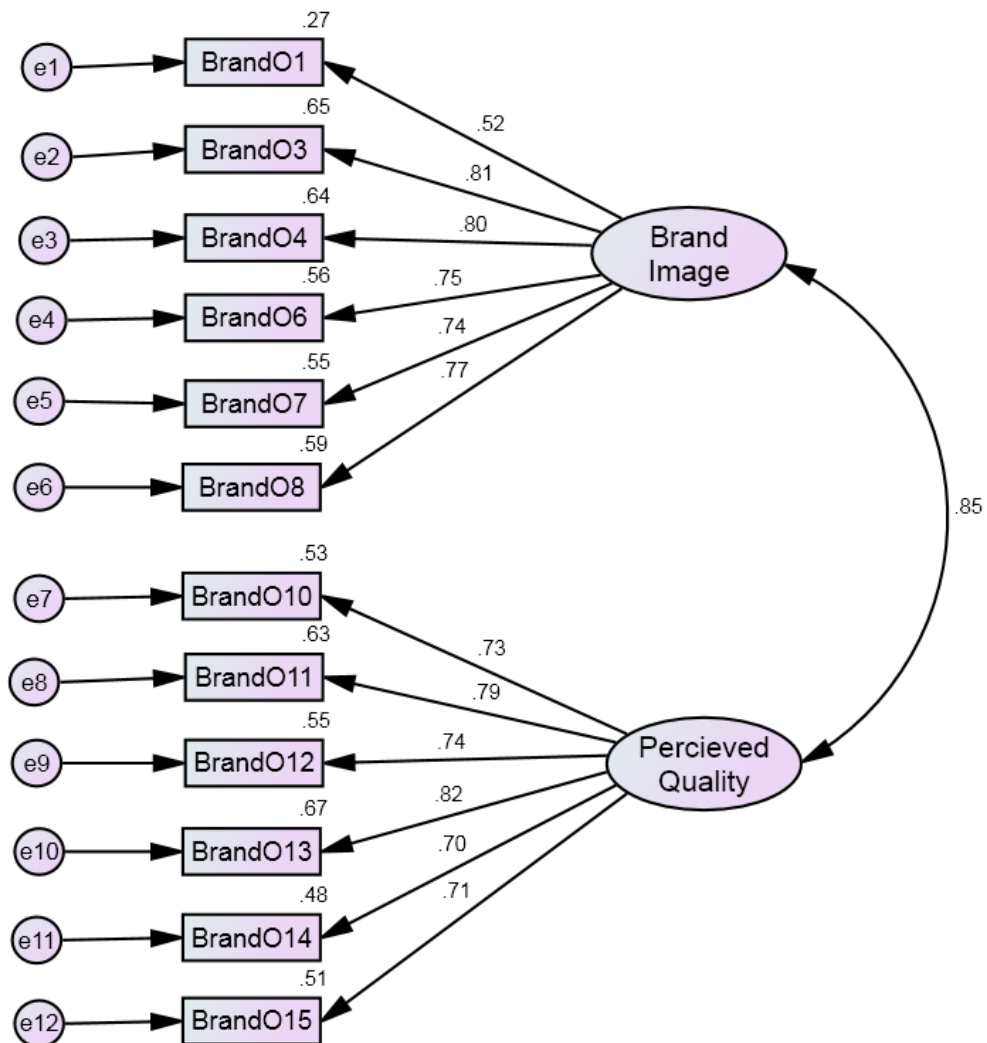 .27
e1
BrandO1
.52
.65
e2
BrandO3
.81
.64
e3
BrandO4
.80
Brand
Image
.56
e4
BrandO6
.75
.55
e5
BrandO7
.74
.59
e6
BrandO8
.77
.85
.53
e7
BrandO10
.73
.63
e8
BrandO11
.79
.55
e9
BrandO12
.74
Percieved
Quality
.67
e10
BrandO13
.82
.48
e11
BrandO14
.70
.51
e12
BrandO15
.71